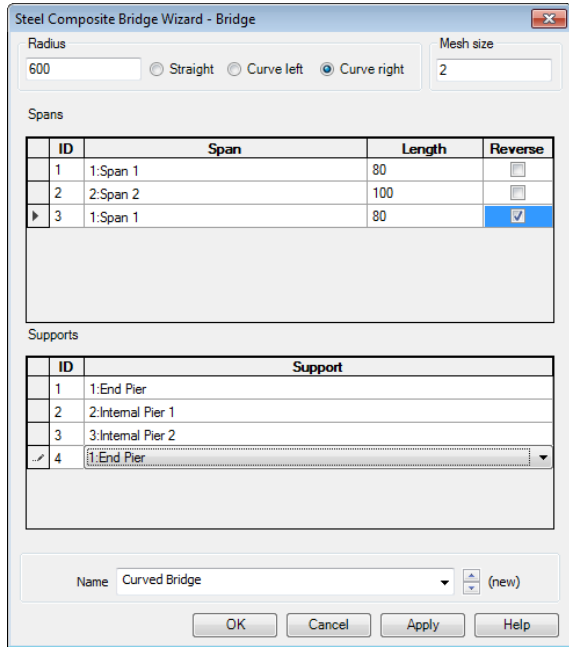 Steel Composite Bridge Wizard - Bridge
Radius
Mesh size
600 Straight Curve left Curve right 2
Spans
ID Span Length Reverse
1 1:Span 1 80
2 2:Span 2 100
3 1:Span 1 80
Supports
ID Support
1 1:End Pier
2 2:Internal Pier 1
3 3:Internal Pier 2
4 1:End Pier
Name Curved Bridge (new)
OK Cancel Apply Help